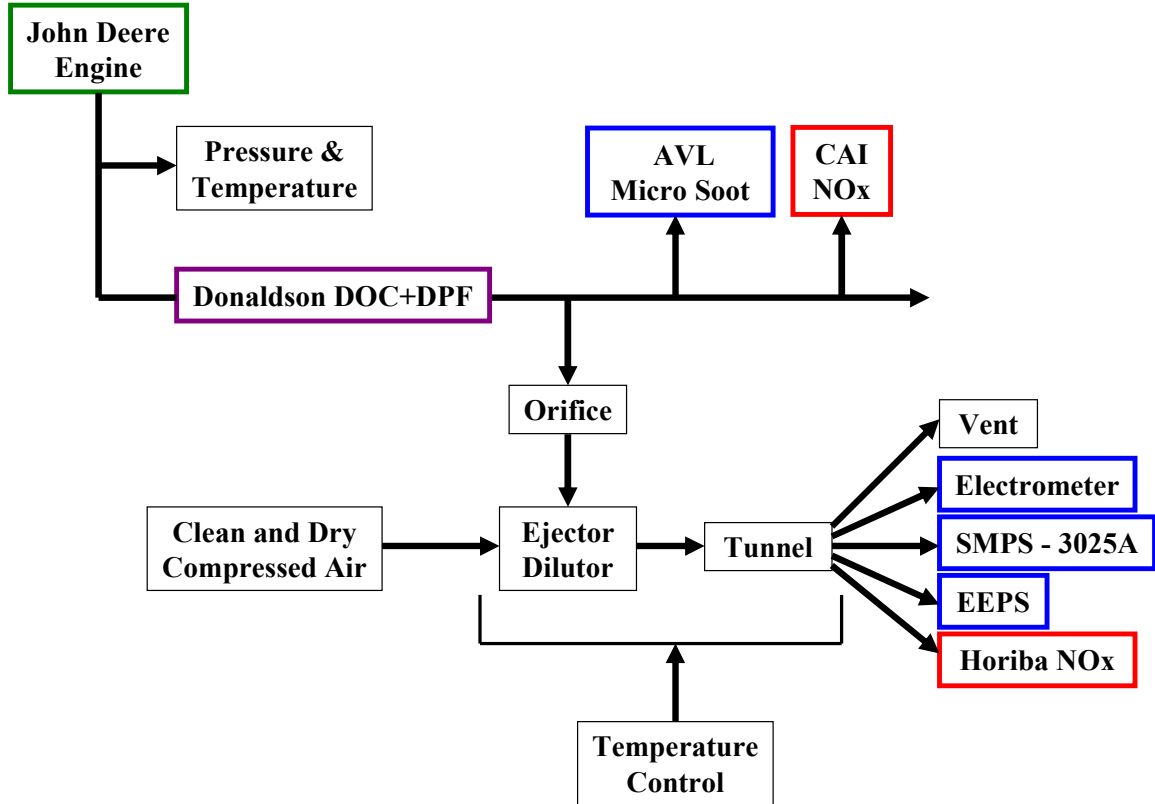 John Deere
Engine
Pressure &
Temperature
AVL
Micro Soot
CAI
NOx
Donaldson DOC+DPF
Orifice
Vent
Electrometer
Clean and Dry
Compressed Air
Ejector
Dilutor
Tunnel
SMPS - 3025A
EEPS
Horiba NOx
Temperature
Control